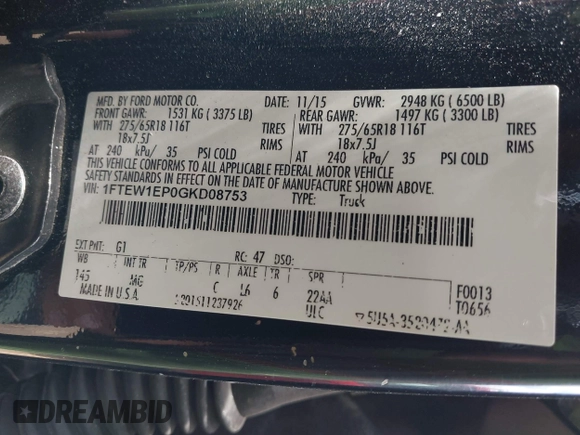 MFD. BY FORD MOTOR CO.
DATE: 11/15 GVWR: 2948 KG ( 6500 LB)
FRONT GAWR: 1531 KG ( 3375 LB)
REAR GAWR: 1497 KG ( 3300 LB)
WITH 275/65R18 116T TIRES
WITH 275/65R18 116T TIRES
18x7.5J RIMS
18x7.5J RIMS
AT 240 kPa/ 35 PSI COLD
AT 240 kPa/ 35 PSI COLD
THIS VEHICLE CONFORMS TO ALL APPLICABLE FEDERAL MOTOR VEHICLE
SAFETY STANDARDS IN EFFECT ON THE DATE OF MANUFACTURE SHOWN ABOVE.
VIN: 1FTEW1EP0GKD08753
TYPE: Truck
EXT PNT: G1 RC: 47 DSO:
WB INT TR TP/PS R AXLE TR SPR
145 MG C L6 6 22AA
F0013
T0656
MADE IN U.S.A. ULC
DREAMBID